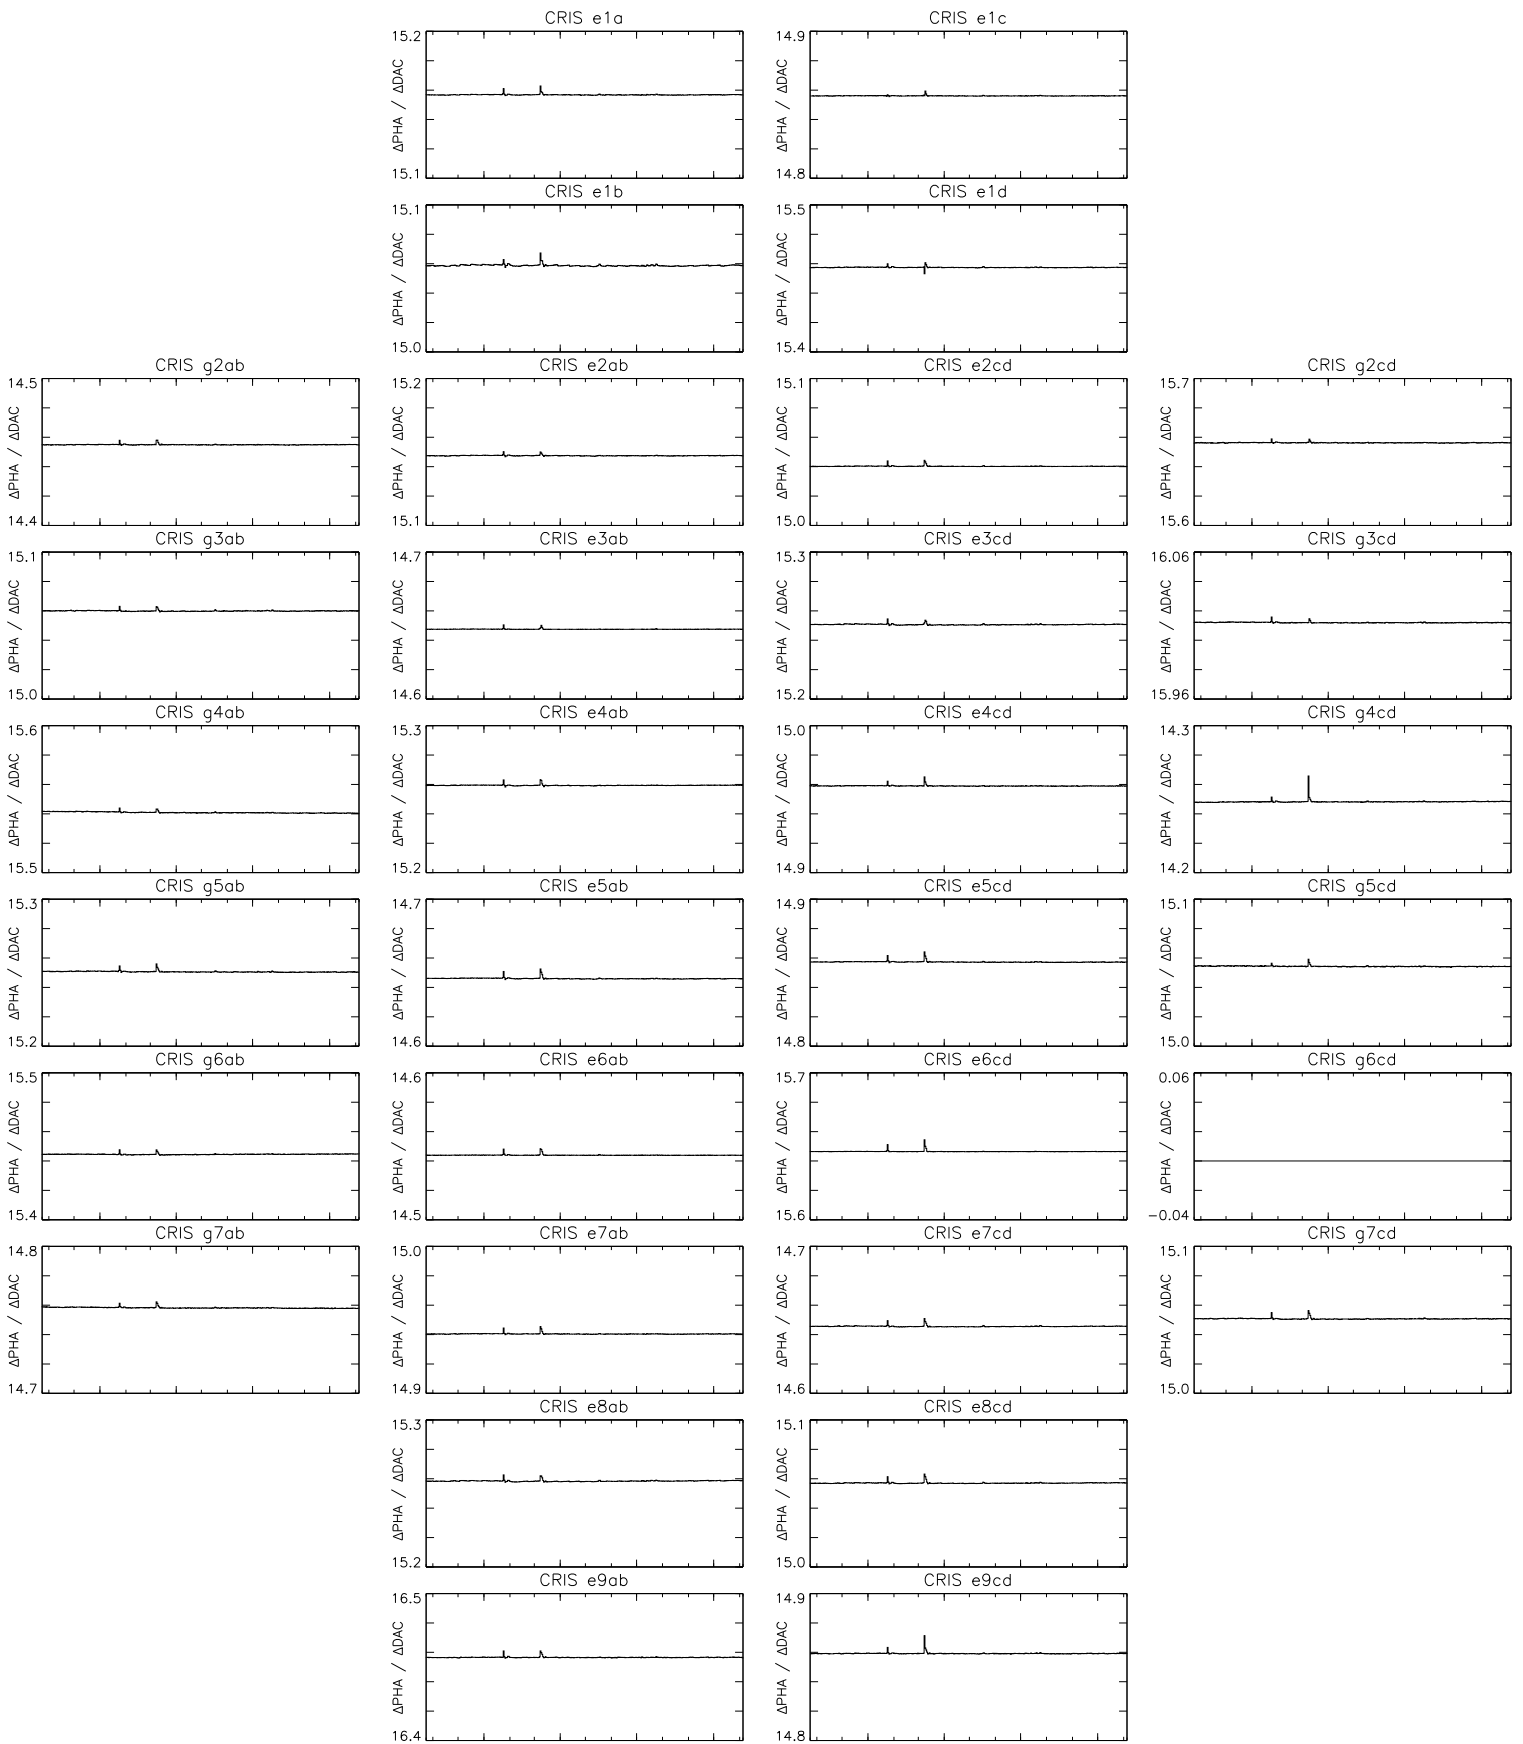 CRIS e1a
15.2
ΔPHA / ΔDAC
15.1
CRIS e1c
14.9
ΔPHA / ΔDAC
14.8
CRIS e1b
15.1
ΔPHA / ΔDAC
15.0
CRIS e1d
15.5
ΔPHA / ΔDAC
15.4
CRIS g2ab
14.5
ΔPHA / ΔDAC
14.4
CRIS e2ab
15.2
ΔPHA / ΔDAC
15.1
CRIS e2cd
15.1
ΔPHA / ΔDAC
15.0
CRIS g2cd
15.7
ΔPHA / ΔDAC
15.6
CRIS g3ab
15.1
ΔPHA / ΔDAC
15.0
CRIS e3ab
14.7
ΔPHA / ΔDAC
14.6
CRIS e3cd
15.3
ΔPHA / ΔDAC
15.2
CRIS g3cd
16.06
ΔPHA / ΔDAC
15.96
CRIS g4ab
15.6
ΔPHA / ΔDAC
15.5
CRIS e4ab
15.3
ΔPHA / ΔDAC
15.2
CRIS e4cd
15.0
ΔPHA / ΔDAC
14.9
CRIS g4cd
14.3
ΔPHA / ΔDAC
14.2
CRIS g5ab
15.3
ΔPHA / ΔDAC
15.2
CRIS e5ab
14.7
ΔPHA / ΔDAC
14.6
CRIS e5cd
14.9
ΔPHA / ΔDAC
14.8
CRIS g5cd
15.1
ΔPHA / ΔDAC
15.0
CRIS g6ab
15.5
ΔPHA / ΔDAC
15.4
CRIS e6ab
14.6
ΔPHA / ΔDAC
14.5
CRIS e6cd
15.7
ΔPHA / ΔDAC
15.6
CRIS g6cd
0.06
ΔPHA / ΔDAC
−0.04
CRIS g7ab
14.8
ΔPHA / ΔDAC
14.7
CRIS e7ab
15.0
ΔPHA / ΔDAC
14.9
CRIS e7cd
14.7
ΔPHA / ΔDAC
14.6
CRIS g7cd
15.1
ΔPHA / ΔDAC
15.0
CRIS e8ab
15.3
ΔPHA / ΔDAC
15.2
CRIS e8cd
15.1
ΔPHA / ΔDAC
15.0
CRIS e9ab
16.5
ΔPHA / ΔDAC
16.4
CRIS e9cd
14.9
ΔPHA / ΔDAC
14.8